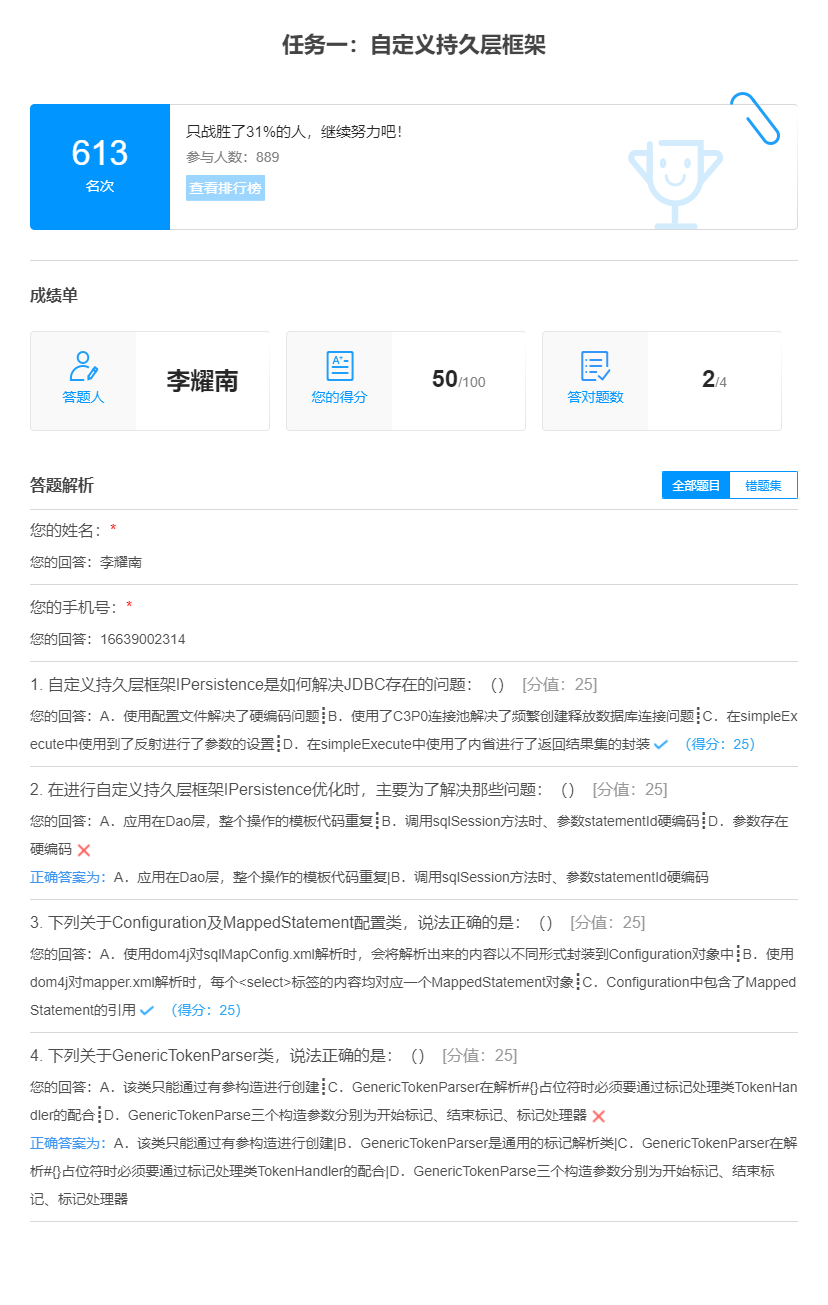 任务一：自定义持久层框架
613
名次
只战胜了31%的人，继续努力吧！
参与人数：889
查看排行榜
成绩单
答题人
李耀南
A+
您的得分
50/100
答对题数
2/4
答题解析
全部题目
错题集
您的姓名：*
您的回答：李耀南
您的手机号：*
您的回答：16639002314
1. 自定义持久层框架IPersistence是如何解决JDBC存在的问题：（） [分值：25]
您的回答：A．使用配置文件解决了硬编码问题┋B．使用了C3P0连接池解决了频繁创建释放数据库连接问题┋C．在simpleEx
ecute中使用到了反射进行了参数的设置┋D．在simpleExecute中使用了内省进行了返回结果集的封装 （得分：25）
2. 在进行自定义持久层框架IPersistence优化时，主要为了解决那些问题：（） [分值：25]
您的回答：A．应用在Dao层，整个操作的模板代码重复┋B．调用sqlSession方法时、参数statementId硬编码┋D．参数存在
硬编码
正确答案为：A．应用在Dao层，整个操作的模板代码重复|B．调用sqlSession方法时、参数statementId硬编码
3. 下列关于Configuration及MappedStatement配置类，说法正确的是：（） [分值：25]
您的回答：A．使用dom4j对sqlMapConfig.xml解析时，会将解析出来的内容以不同形式封装到Configuration对象中┋B．使用
dom4j对mapper.xml解析时，每个<select>标签的内容均对应一个MappedStatement对象┋C．Configuration中包含了Mapped
Statement的引用 （得分：25）
4. 下列关于GenericTokenParser类，说法正确的是：（） [分值：25]
您的回答：A．该类只能通过有参构造进行创建┋C．GenericTokenParser在解析#{}占位符时必须要通过标记处理类TokenHan
dler的配合┋D．GenericTokenParse三个构造参数分别为开始标记、结束标记、标记处理器
正确答案为：A．该类只能通过有参构造进行创建|B．GenericTokenParser是通用的标记解析类|C．GenericTokenParser在解
析#{}占位符时必须要通过标记处理类TokenHandler的配合|D．GenericTokenParse三个构造参数分别为开始标记、结束标
记、标记处理器